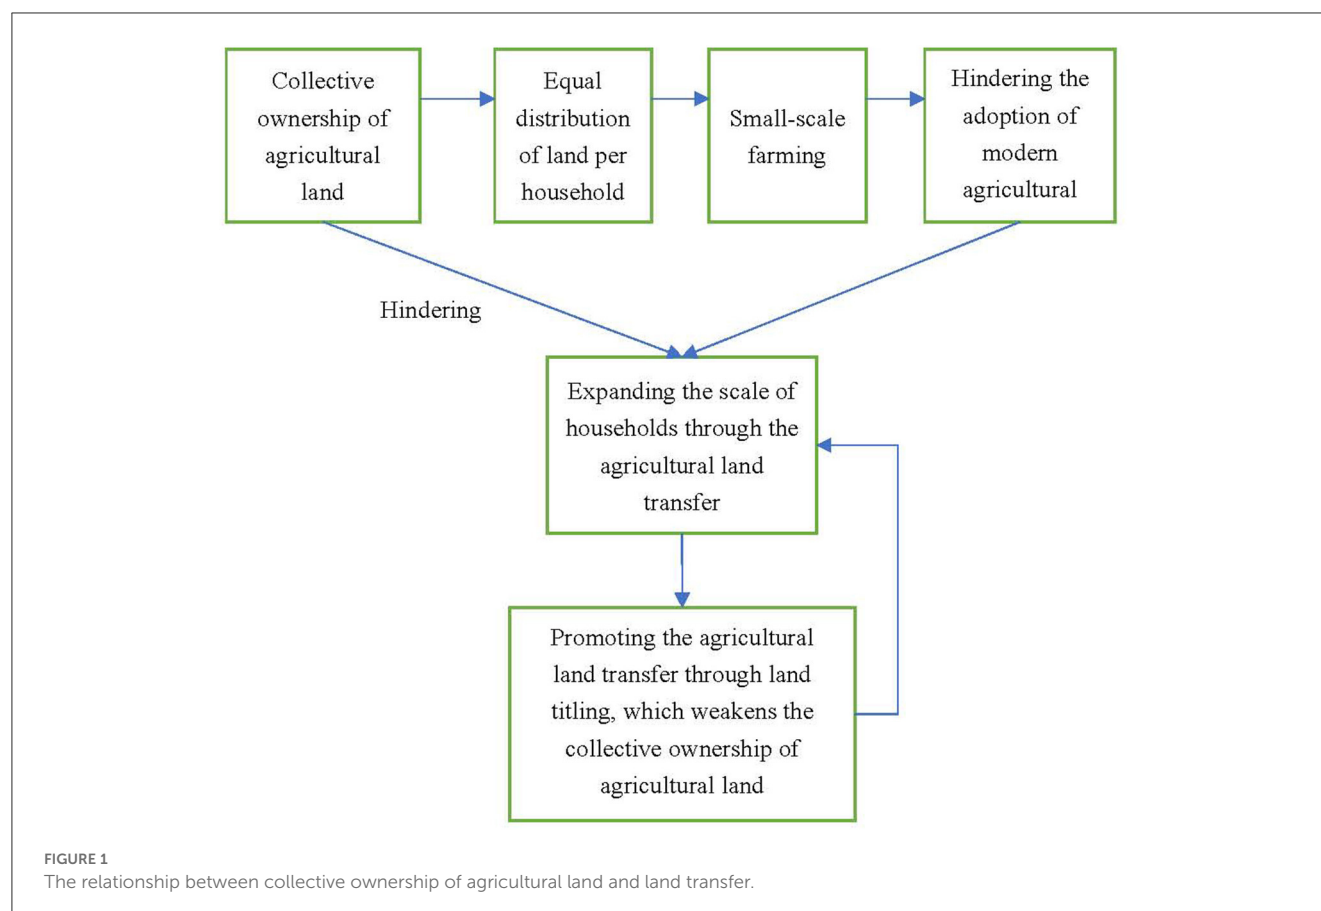 Collective
ownership of
agricultural
land
Equal
distribution
of land per
household
Small-scale
farming
Hindering the
adoption of
modern
agricultural
Hindering
Expanding the scale of
households through the
agricultural land
transfer
Promoting the agricultural
land transfer through land
titling, which weakens the
collective ownership of
agricultural land
FIGURE 1
The relationship between collective ownership of agricultural land and land transfer.